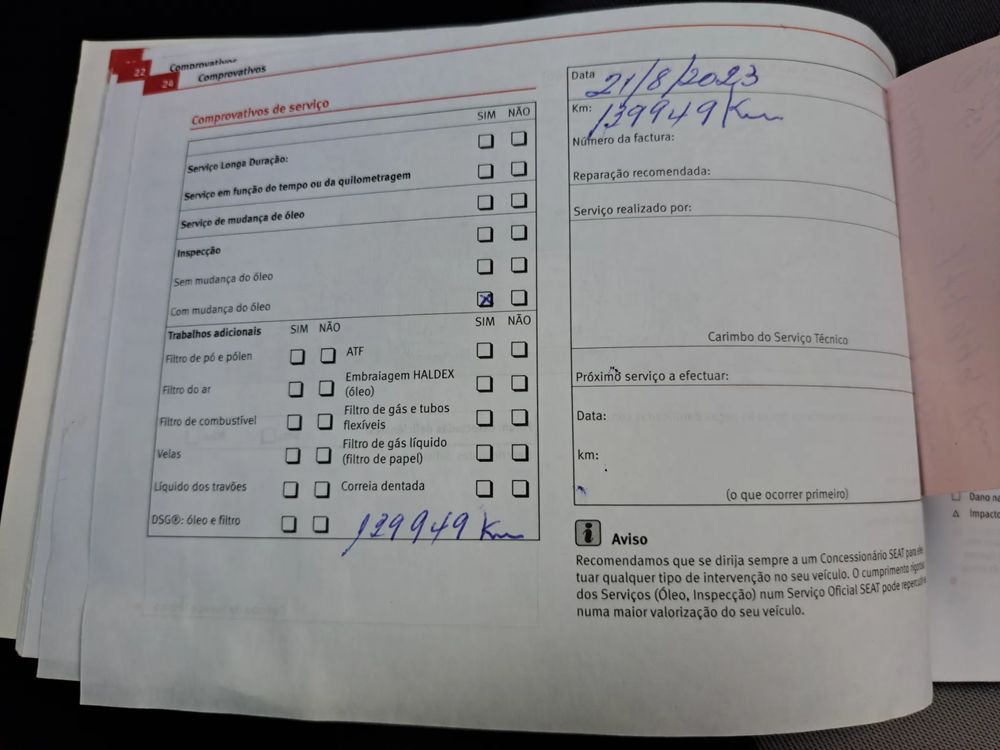 22 Comprovativos
24 Comprovativos
Comprovativos de serviço
SIM NÃO
Serviço Longa Duração:
Serviço em função do tempo ou da quilometragem
Serviço de mudança de óleo
Inspecção
Sem mudança do óleo
Com mudança do óleo
Trabalhos adicionais SIM NÃO SIM NÃO
Filtro de pó e pólen ATF
Filtro do ar Embraiagem HALDEX
(óleo)
Filtro de combustível Filtro de gás e tubos
flexíveis
Velas Filtro de gás líquido
(filtro de papel)
Líquido dos travões Correia dentada
DSG®: óleo e filtro 139949 Km
Data 21/8/2023
Km: 139949 Km
Número da factura:
Reparação recomendada:
Serviço realizado por:
Carimbo do Serviço Técnico
Próximo serviço a efectuar:
Data:
km:
(o que ocorrer primeiro)
i Aviso
Recomendamos que se dirija sempre a um Concessionário SEAT para
tuar qualquer tipo de intervenção no seu veículo. O cumprimento
dos Serviços (Óleo, Inspecção) num Serviço Oficial SEAT pode
numa maior valorização do seu veículo.
Dano
Impacto